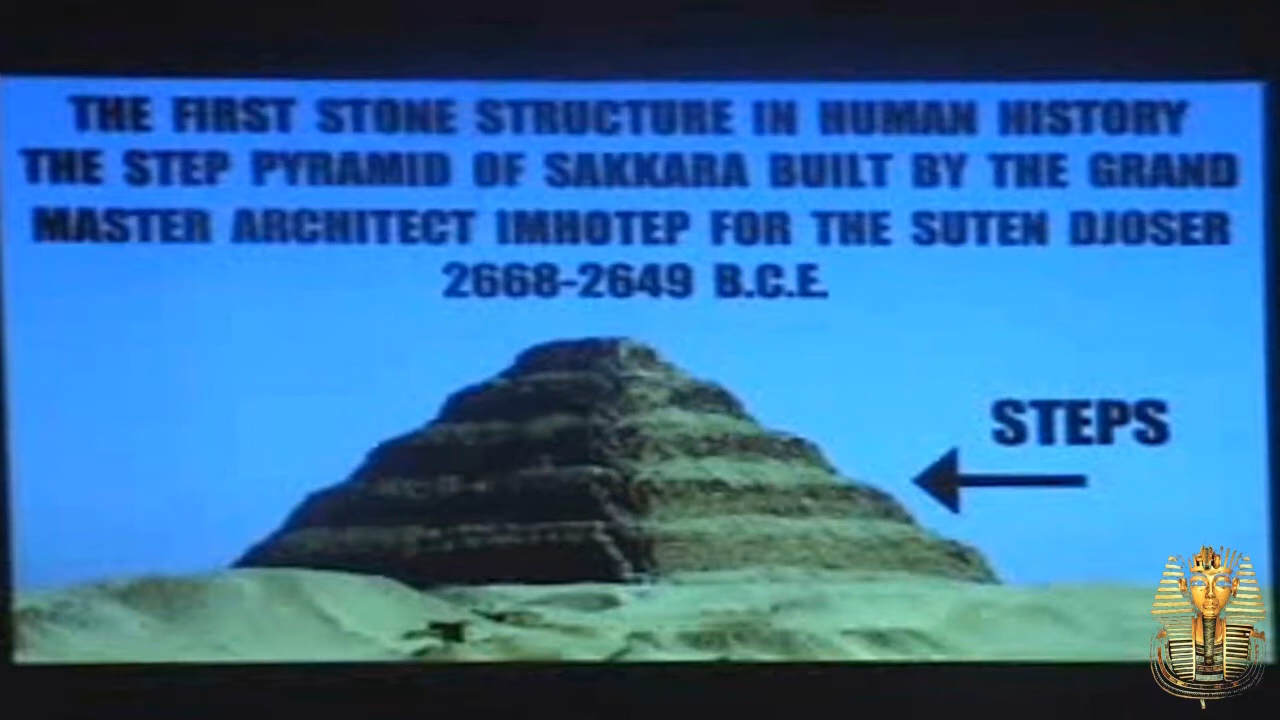 THE FIRST STONE STRUCTURE IN HUMAN HISTORY
THE STEP PYRAMID OF SAKKARA BUILT BY THE GRAND
MASTER ARCHITECT IMHOTEP FOR THE SUTEN DJOSER
2668-2649 B.C.E.
STEPS